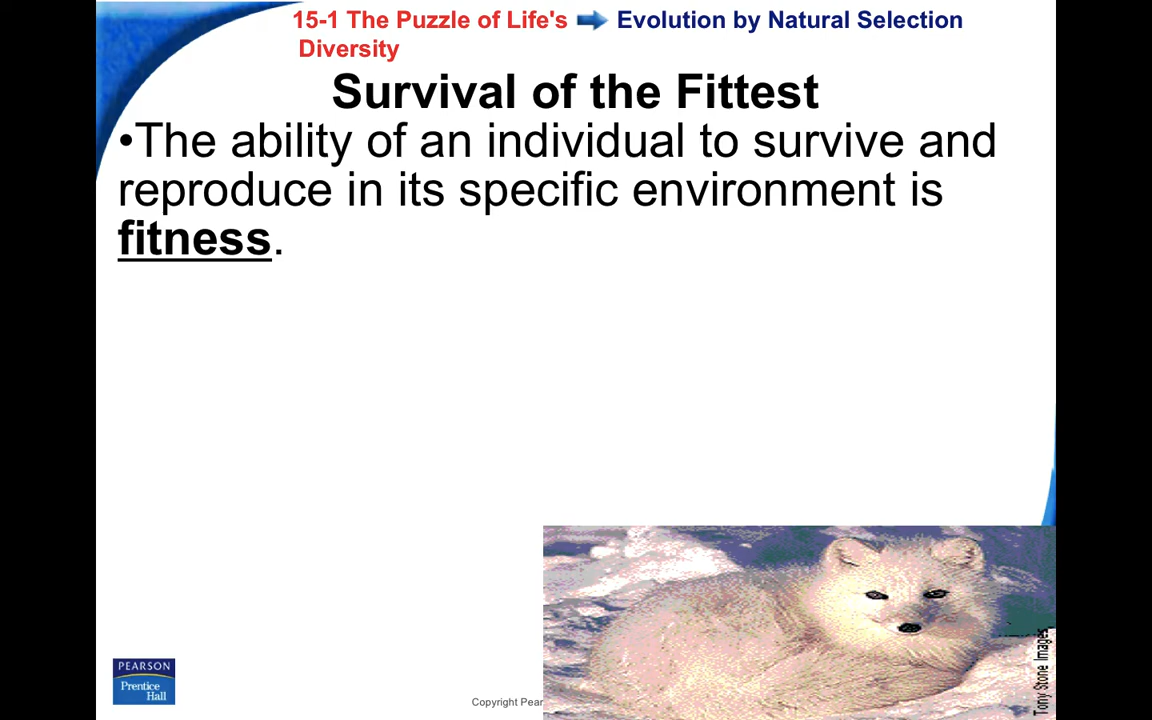 15-1 The Puzzle of Life's Diversity
Evolution by Natural Selection
Survival of the Fittest
•The ability of an individual to survive and
reproduce in its specific environment is
fitness.
Tony Stone Images
PEARSON
Prentice
Hall
Copyright Pear